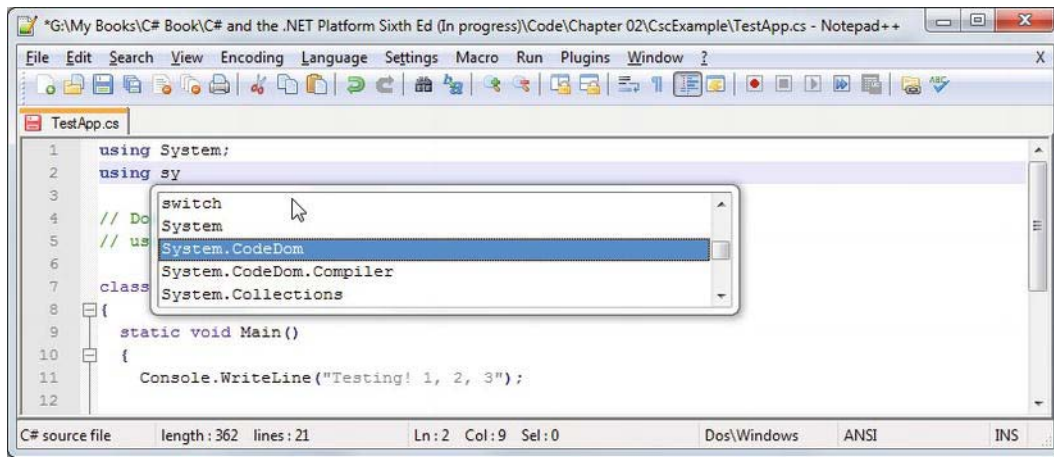 *G:\My Books\C# Book\C# and the .NET Platform Sixth Ed (In progress)\Code\Chapter 02\CscExample\TestApp.cs - Notepad++
File Edit Search View Encoding Language Settings Macro Run Plugins Window ? X
ABC
TestApp.cs
1 using System;
2 using sy
3
4 // Do
5 // us
6
7 class
8 {
9 static void Main()
10 {
11 Console.WriteLine("Testing! 1, 2, 3");
12
switch
System
System.CodeDom
System.CodeDom.Compiler
System.Collections
C# source file length : 362 lines : 21 Ln : 2 Col : 9 Sel : 0 Dos\Windows ANSI INS